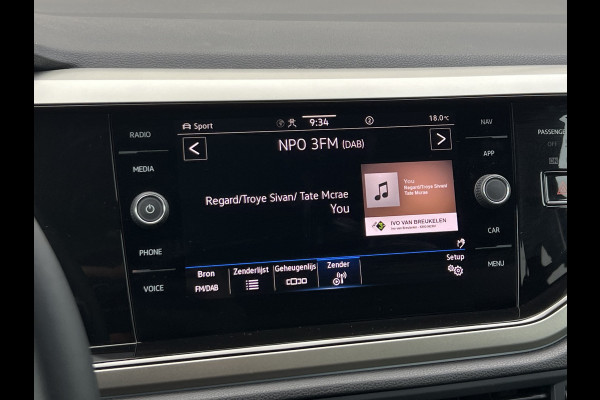 RADIO
MEDIA
PHONE
VOICE
Sport
9:34
2
18.0°C
NPO 3FM (DAB)
Regard/Troye Sivan/ Tate Mcrae
You
You
Regard/Troye Sivan/
Tate Mcrae
IVO VAN BREUKELEN
Bron
FM/DAB
Zenderlijst
Geheugenlijst
Zender
Setup
NAV
APP
CAR
MENU
PASSENGER
OFF